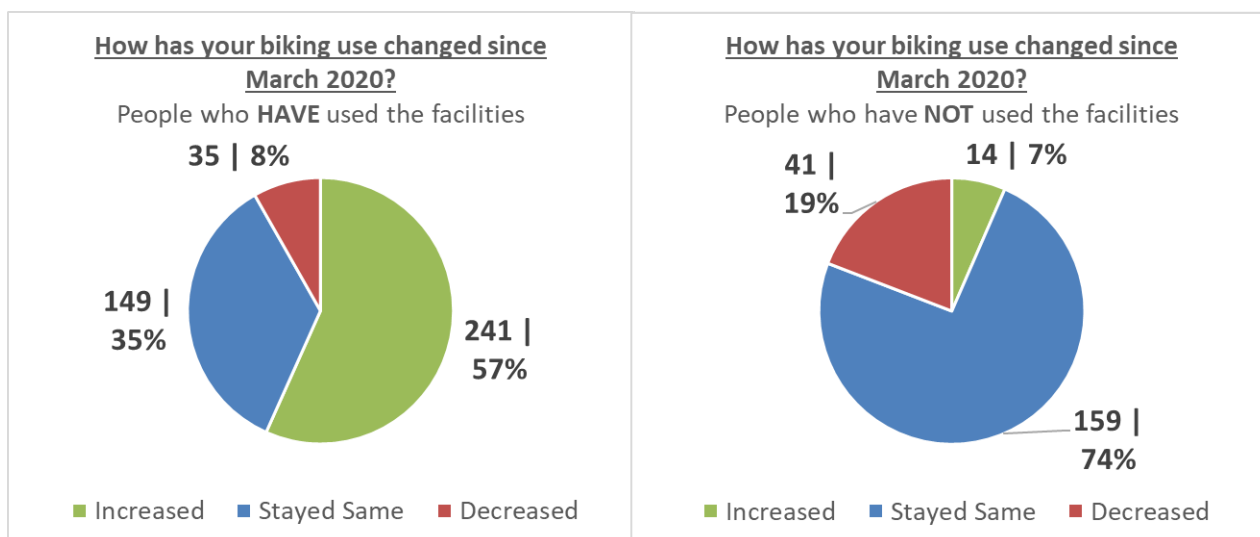 How has your biking use changed since
March 2020?
People who HAVE used the facilities
35 | 8%
149 |
35%
241 |
57%
Increased Stayed Same Decreased
How has your biking use changed since
March 2020?
People who have NOT used the facilities
41 |
19%
14 | 7%
159 |
74%
Increased Stayed Same Decreased